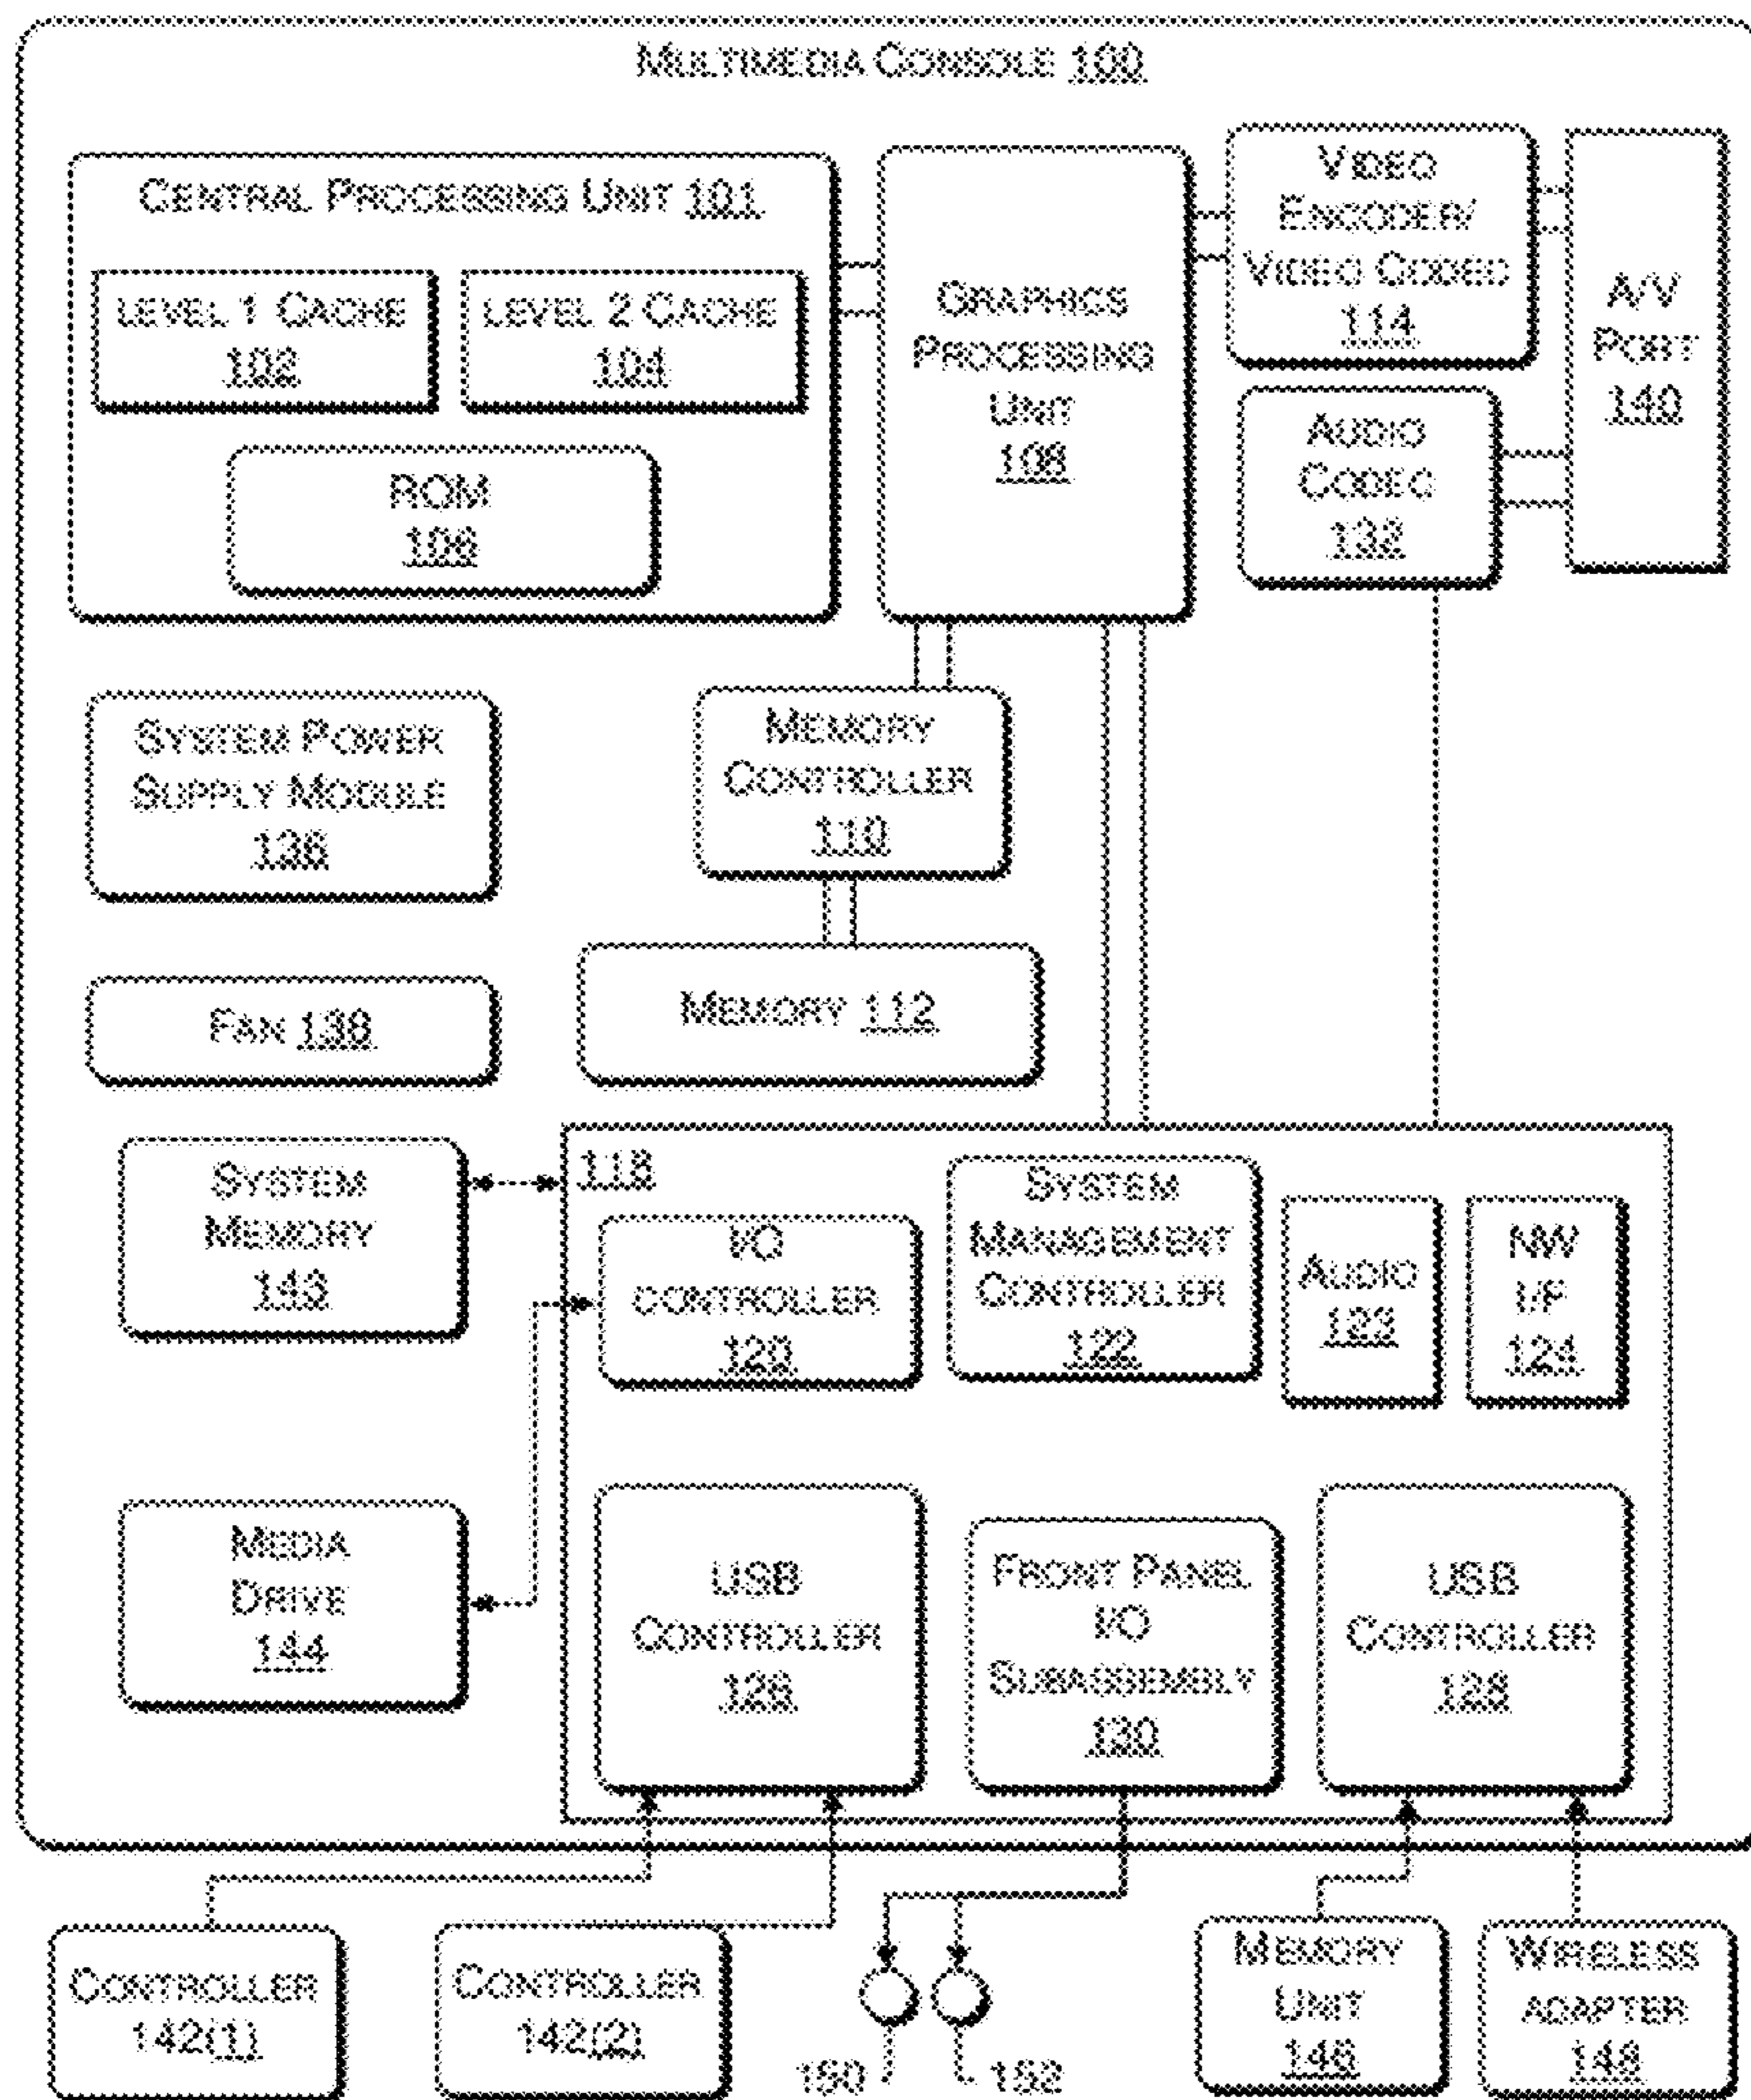 MULTIMEDIA CONSOLE 100
CENTRAL PROCESSING UNIT 101
LEVEL 1 CACHE
102
LEVEL 2 CACHE
104
ROM
106
GRAPHICS
PROCESSING
UNIT
108
VIDEO
ENCODER/
VIDEO CODEC
114
AUDIO
CODEC
132
A/V
PORT
140
SYSTEM POWER
SUPPLY MODULE
136
MEMORY
CONTROLLER
110
FAN 138
MEMORY 112
SYSTEM
MEMORY
143
118
I/O
CONTROLLER
120
SYSTEM
MANAGEMENT
CONTROLLER
122
AUDIO
123
NW
I/F
124
MEDIA
DRIVE
144
USB
CONTROLLER
126
FRONT PANEL
I/O
SUBASSEMBLY
130
USB
CONTROLLER
128
CONTROLLER
142(1)
CONTROLLER
142(2)
150
152
MEMORY
UNIT
146
WIRELESS
ADAPTER
148